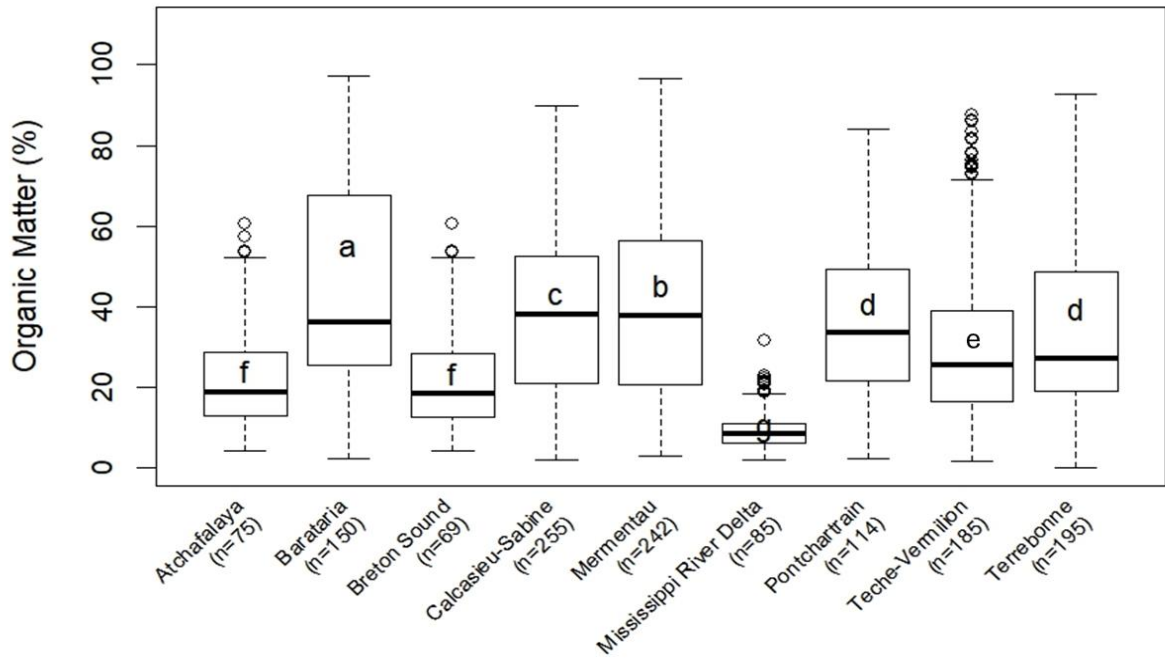 Organic Matter (%)
100
80
60
40
20
0
f
a
f
c
b
g
d
e
d
Atchafalaya
(n=75)
Barataria
(n=150)
Breton Sound
(n=69)
Calcasieu-Sabine
(n=255)
Mermentau
(n=242)
Mississippi River Delta
(n=85)
Pontchartrain
(n=114)
Teche-Vermilion
(n=185)
Terrebonne
(n=195)